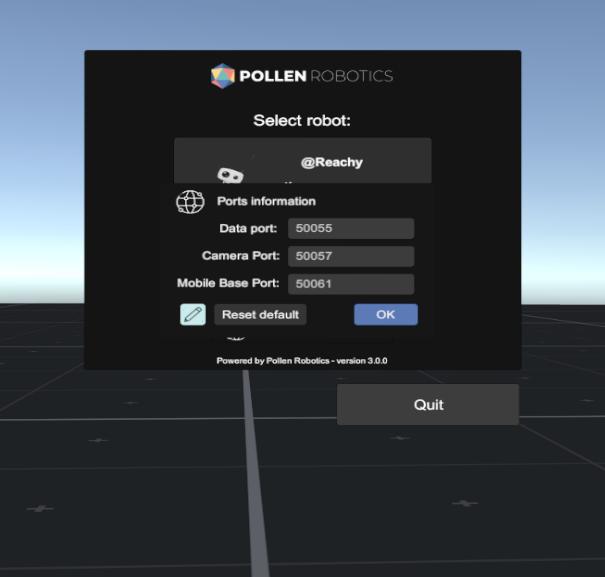 POLLEN ROBOTICS
Select robot:
@Reachy
Ports information
Data port: 50055
Camera Port: 50057
Mobile Base Port: 50061
Reset default OK
Powered by Pollen Robotics - version 3.0.0
Quit